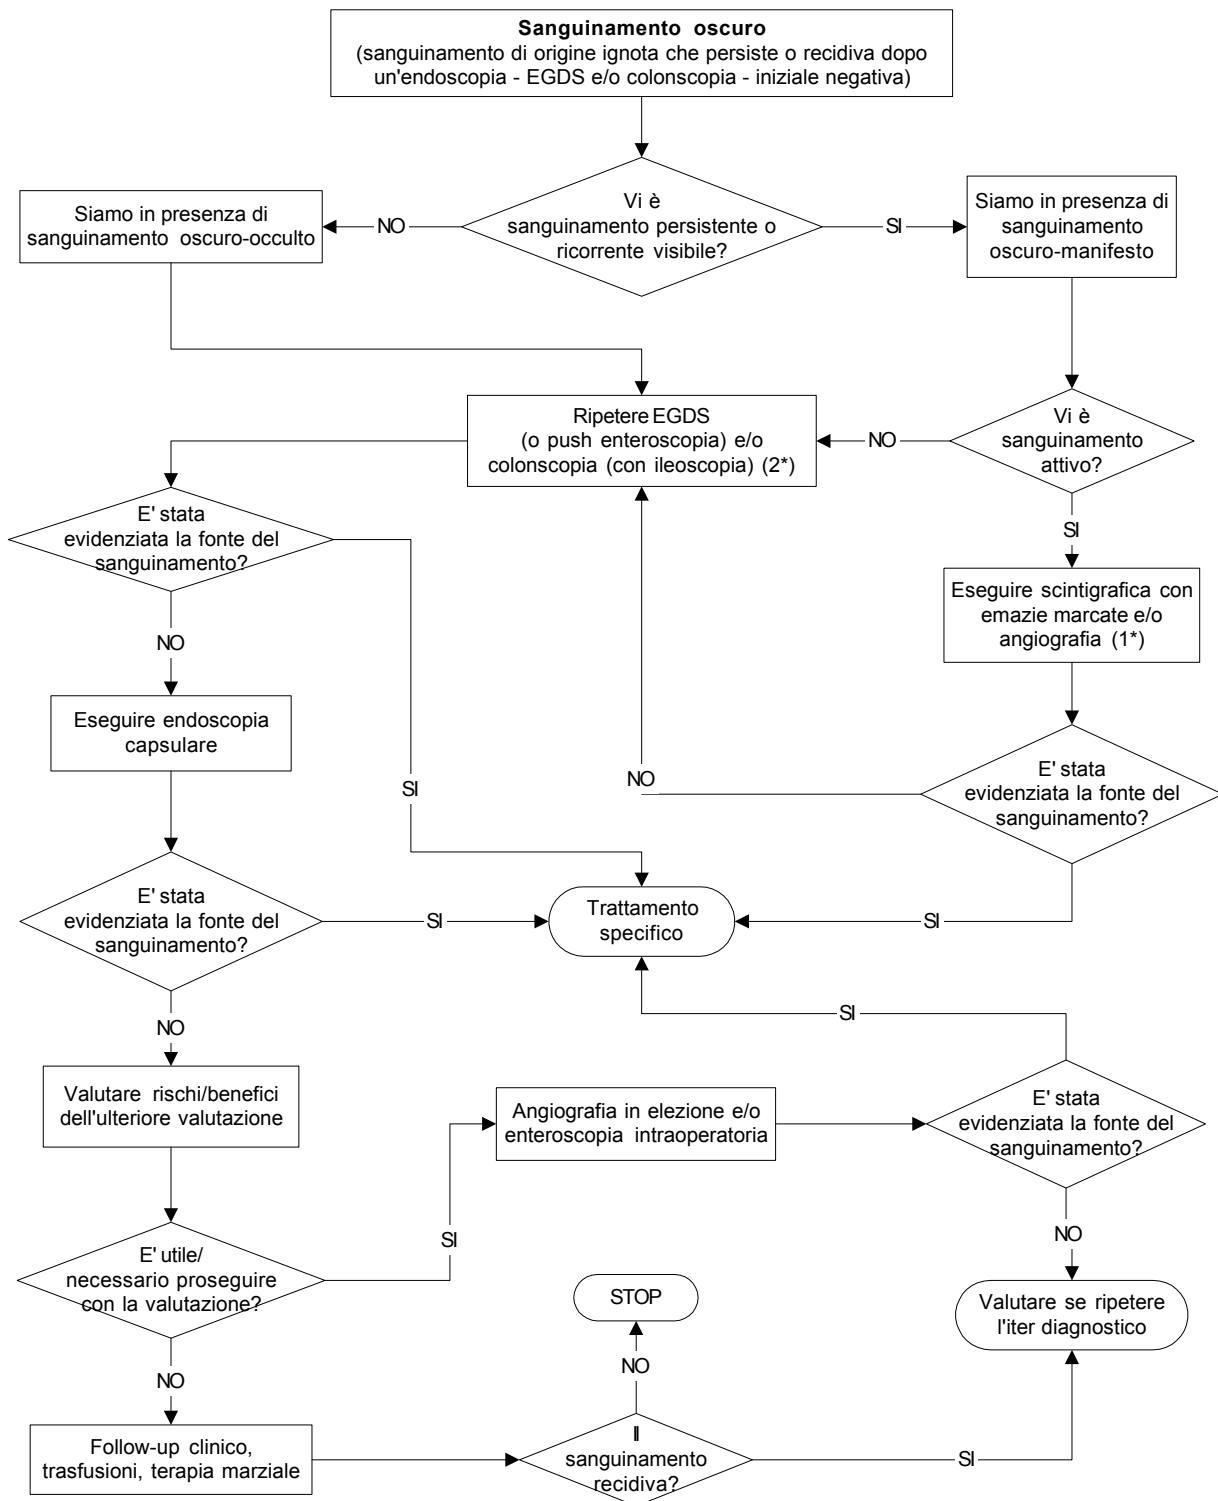 Sanguinamento oscuro
(sanguinamento di origine ignota che persiste o recidiva dopo
un'endoscopia - EGDS e/o colonscopia - iniziale negativa)
Siamo in presenza di
sanguinamento oscuro-occulto
NO
Vi è
sanguinamento persistente o
ricorrente visibile?
SI
Siamo in presenza di
sanguinamento
oscuro-manifesto
Ripetere EGDS
(o push enteroscopia) e/o
colonscopia (con ileoscopia) (2*)
NO
Vi è
sanguinamento
attivo?
SI
E' stata
evidenziata la fonte del
sanguinamento?
NO
Eseguire scintigrafica con
emazie marcate e/o
angiografia (1*)
Eseguire endoscopia
capsulare
SI
NO
E' stata
evidenziata la fonte del
sanguinamento?
E' stata
evidenziata la fonte del
sanguinamento?
SI
Trattamento
specifico
SI
NO
SI
Valutare rischi/benefici
dell'ulteriore valutazione
Angiografia in elezione e/o
enteroscopia intraoperatoria
E' stata
evidenziata la fonte del
sanguinamento?
SI
NO
E' utile/
necessario proseguire
con la valutazione?
STOP
Valutare se ripetere
l'iter diagnostico
NO
NO
Follow-up clinico,
trasfusioni, terapia marziale
Il
sanguinamento
recidiva?
SI